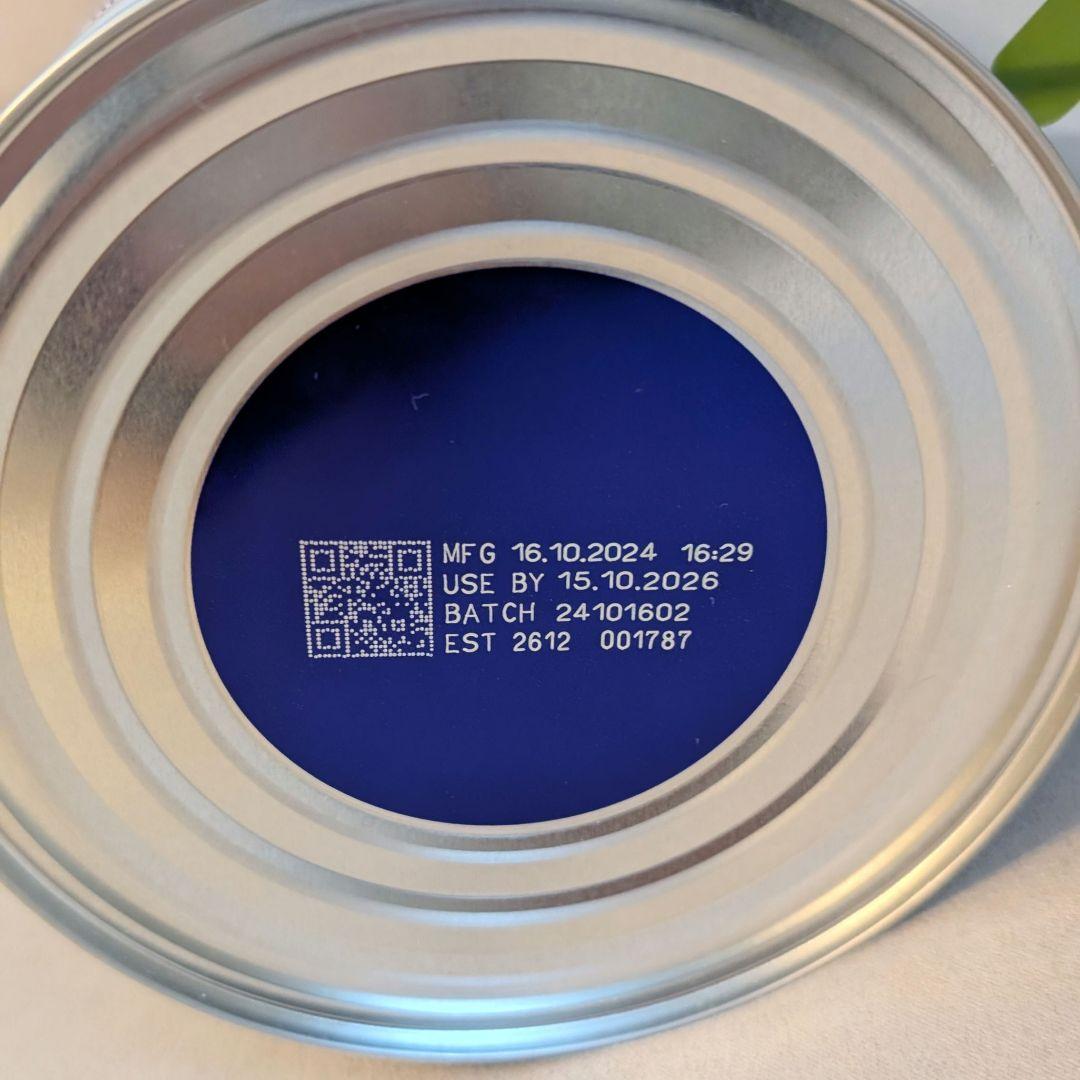 MFG 16.10.2024 16:29
USE BY 15.10.2026
BATCH 24101602
EST 2612 001787